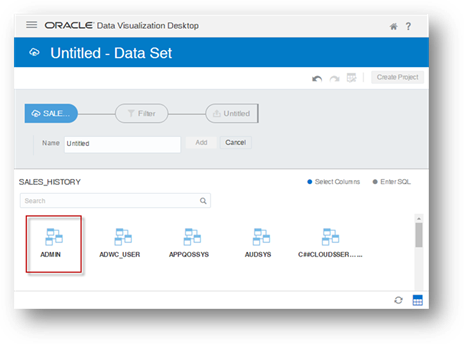 ORACLE Data Visualization Desktop
?
Untitled - Data Set
Create Project
SALE...
Filter
Untitled
Name Untitled Add Cancel
SALES_HISTORY Select Columns Enter SQL
Search
ADMIN ADWC_USER APPQOSSYS AUDSYS C##CLOUDSSER......